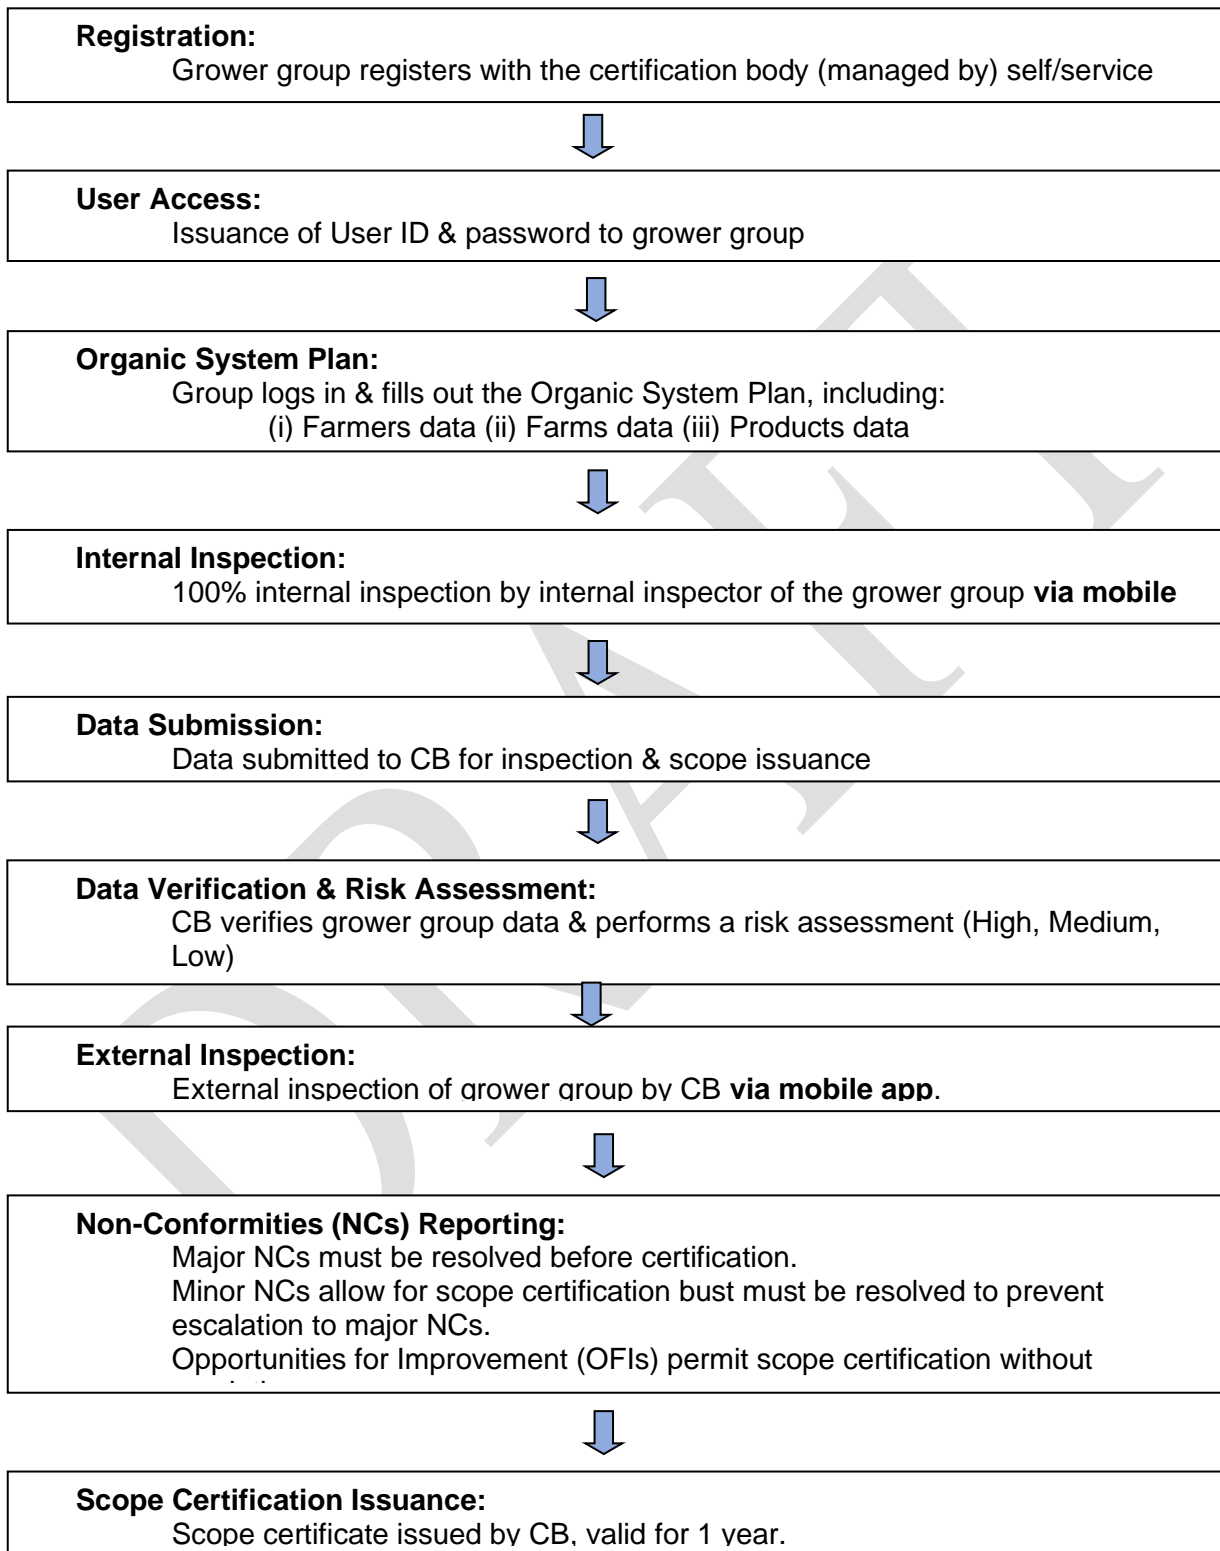 Registration:
Grower group registers with the certification body (managed by) self/service
User Access:
Issuance of User ID & password to grower group
Organic System Plan:
Group logs in & fills out the Organic System Plan, including:
(i) Farmers data (ii) Farms data (iii) Products data
Internal Inspection:
100% internal inspection by internal inspector of the grower group via mobile
Data Submission:
Data submitted to CB for inspection & scope issuance
Data Verification & Risk Assessment:
CB verifies grower group data & performs a risk assessment (High, Medium,
Low)
External Inspection:
External inspection of grower group by CB via mobile app.
Non-Conformities (NCs) Reporting:
Major NCs must be resolved before certification.
Minor NCs allow for scope certification bust must be resolved to prevent
escalation to major NCs.
Opportunities for Improvement (OFIs) permit scope certification without
Scope Certification Issuance:
Scope certificate issued by CB, valid for 1 year.
DRAFT